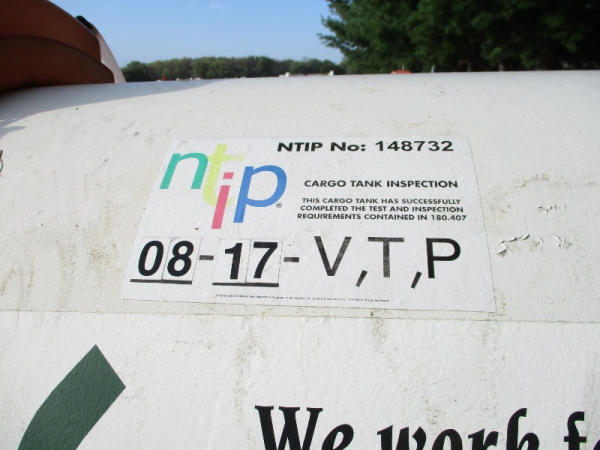 NTIP No: 148732
ntip®
CARGO TANK INSPECTION
THIS CARGO TANK HAS SUCCESSFULLY
COMPLETED THE TEST AND INSPECTION
REQUIREMENTS CONTAINED IN 180.407
08-17-V,T,P
We work